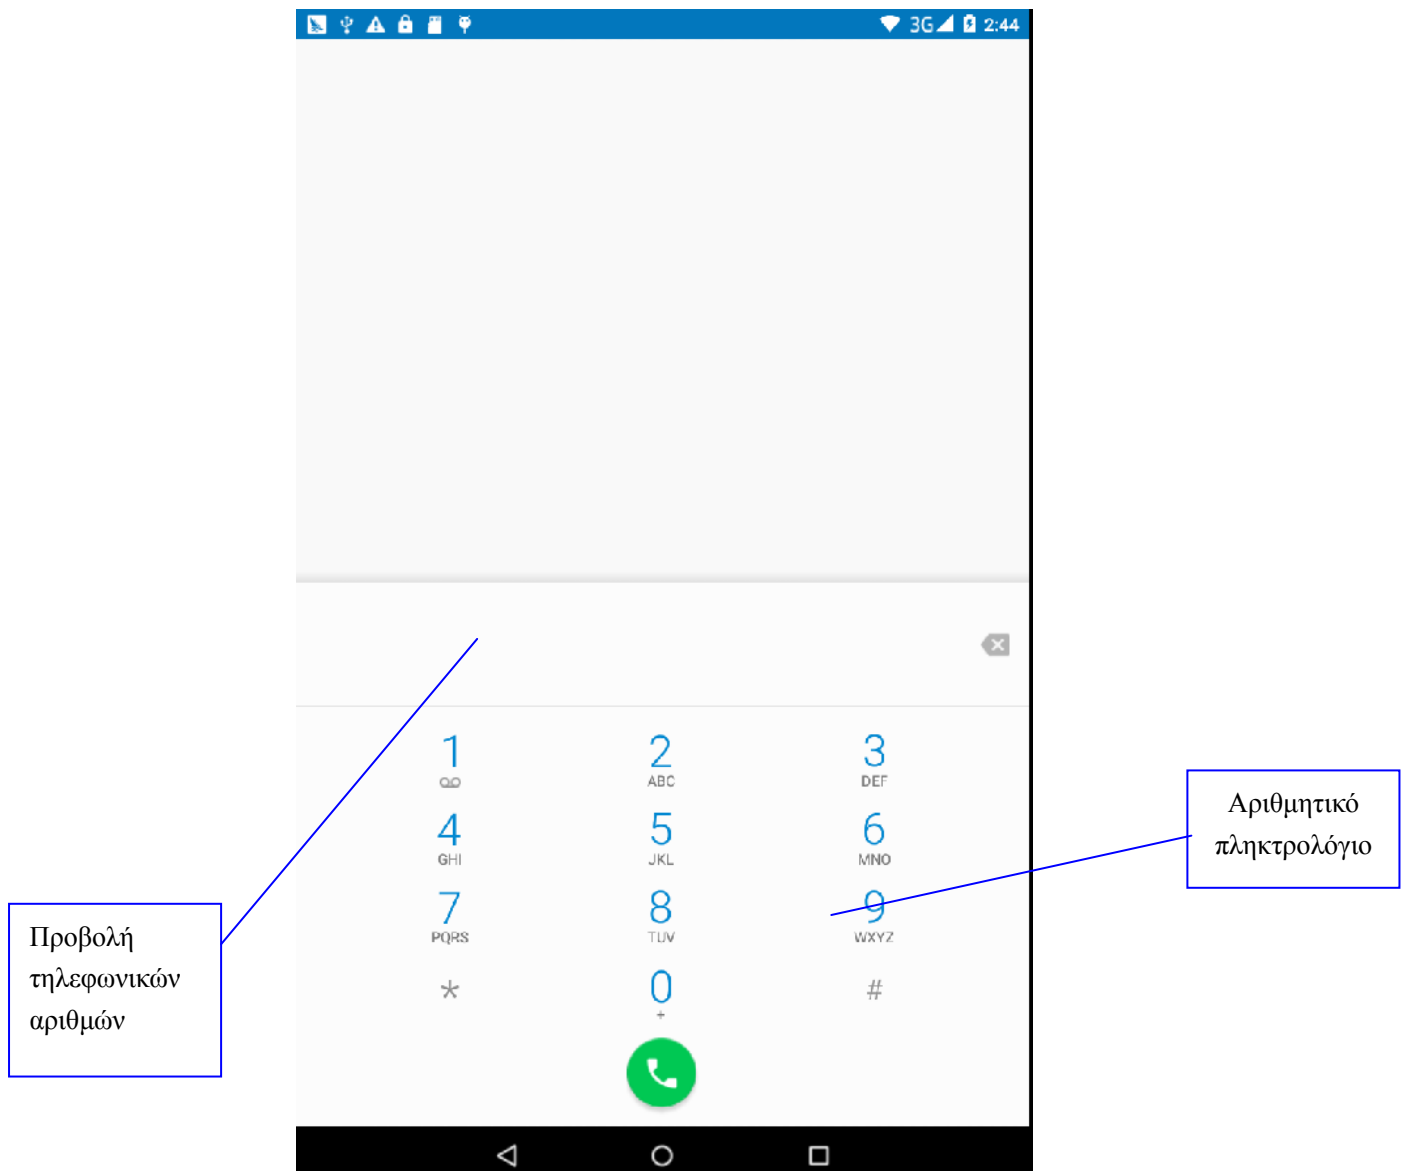 3G 2:44
1 2 3
ABC DEF
4 5 6
GHI JKL MNO
7 8 9
PQRS TUV WXYZ
* 0 #
+
Προβολή
τηλεφωνικών
αριθμών
Αριθμητικό
πληκτρολόγιο